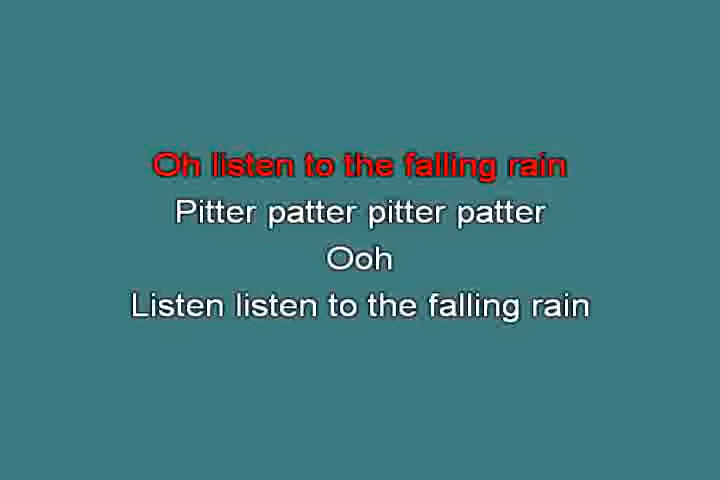 Oh listen to the falling rain
Pitter patter pitter patter
Ooh
Listen listen to the falling rain